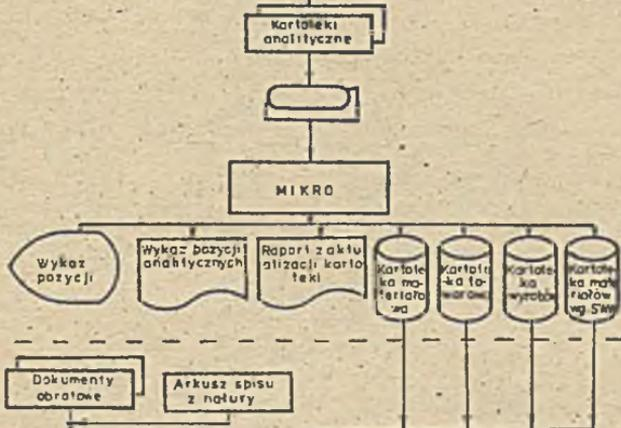 Kartoteki
analityczne
MIKRO
Wykaz
pozycji
Wykaz pozycji
analitycznych
Raport z aktu
alizacji karto
teki
Kartote
ka ma-
teriało
wa
Kartote
-ka to-
warowa
Kartote
-ka
wyrobów
Kartote
ka mate
riałów
wg SWW
Dokumenty
obrotowe
Arkusz spisu
z natury